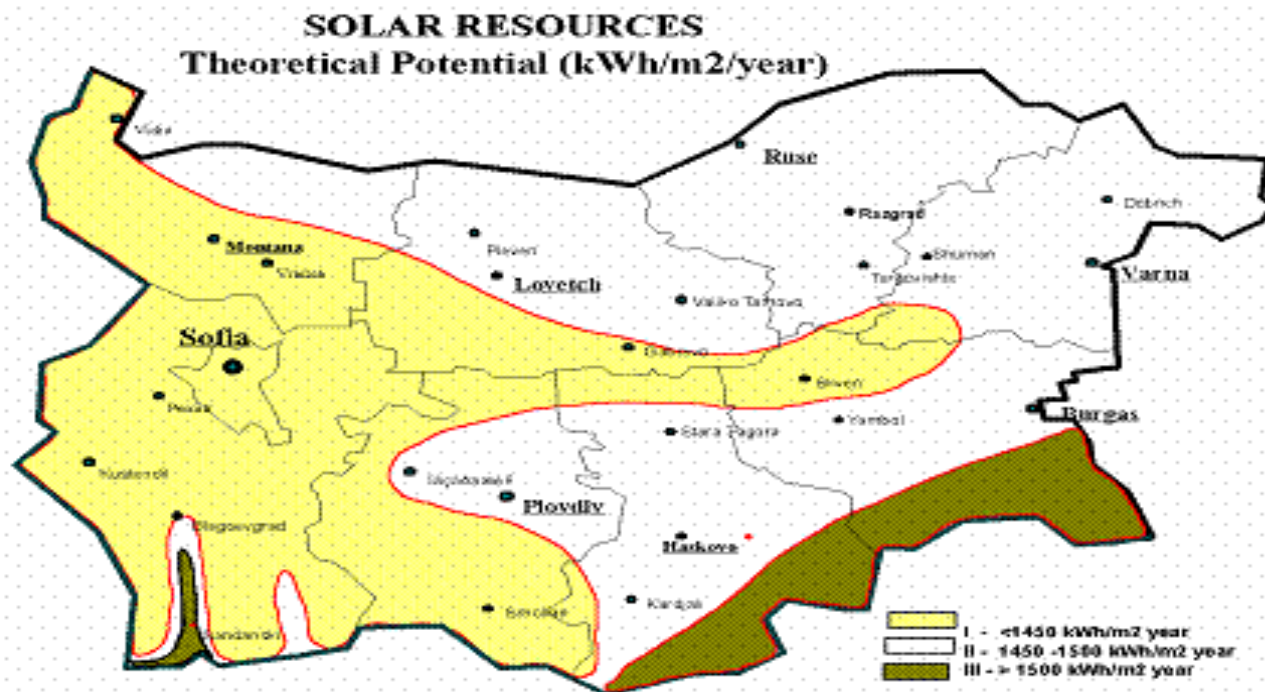 SOLAR RESOURCES
Theoretical Potential (kWh/m2/year)
Vidin
Ruse
Razgrad
Dobrich
Montana
Pleven
Shumen
Vratsa
Targovishte
Varna
Lovetch
Veliko Tarnovo
Sofia
Gabrovo
Sliven
Pernik
Burgas
Yambol
Stara Zagora
Kustendil
Plovdiv
Blagoevgrad
Haskovo
Kardjali
Smolian
Sandanski
I - <1450 kWh/m2 year
II - 1450 -1500 kWh/m2 year
III - > 1500 kWh/m2 year